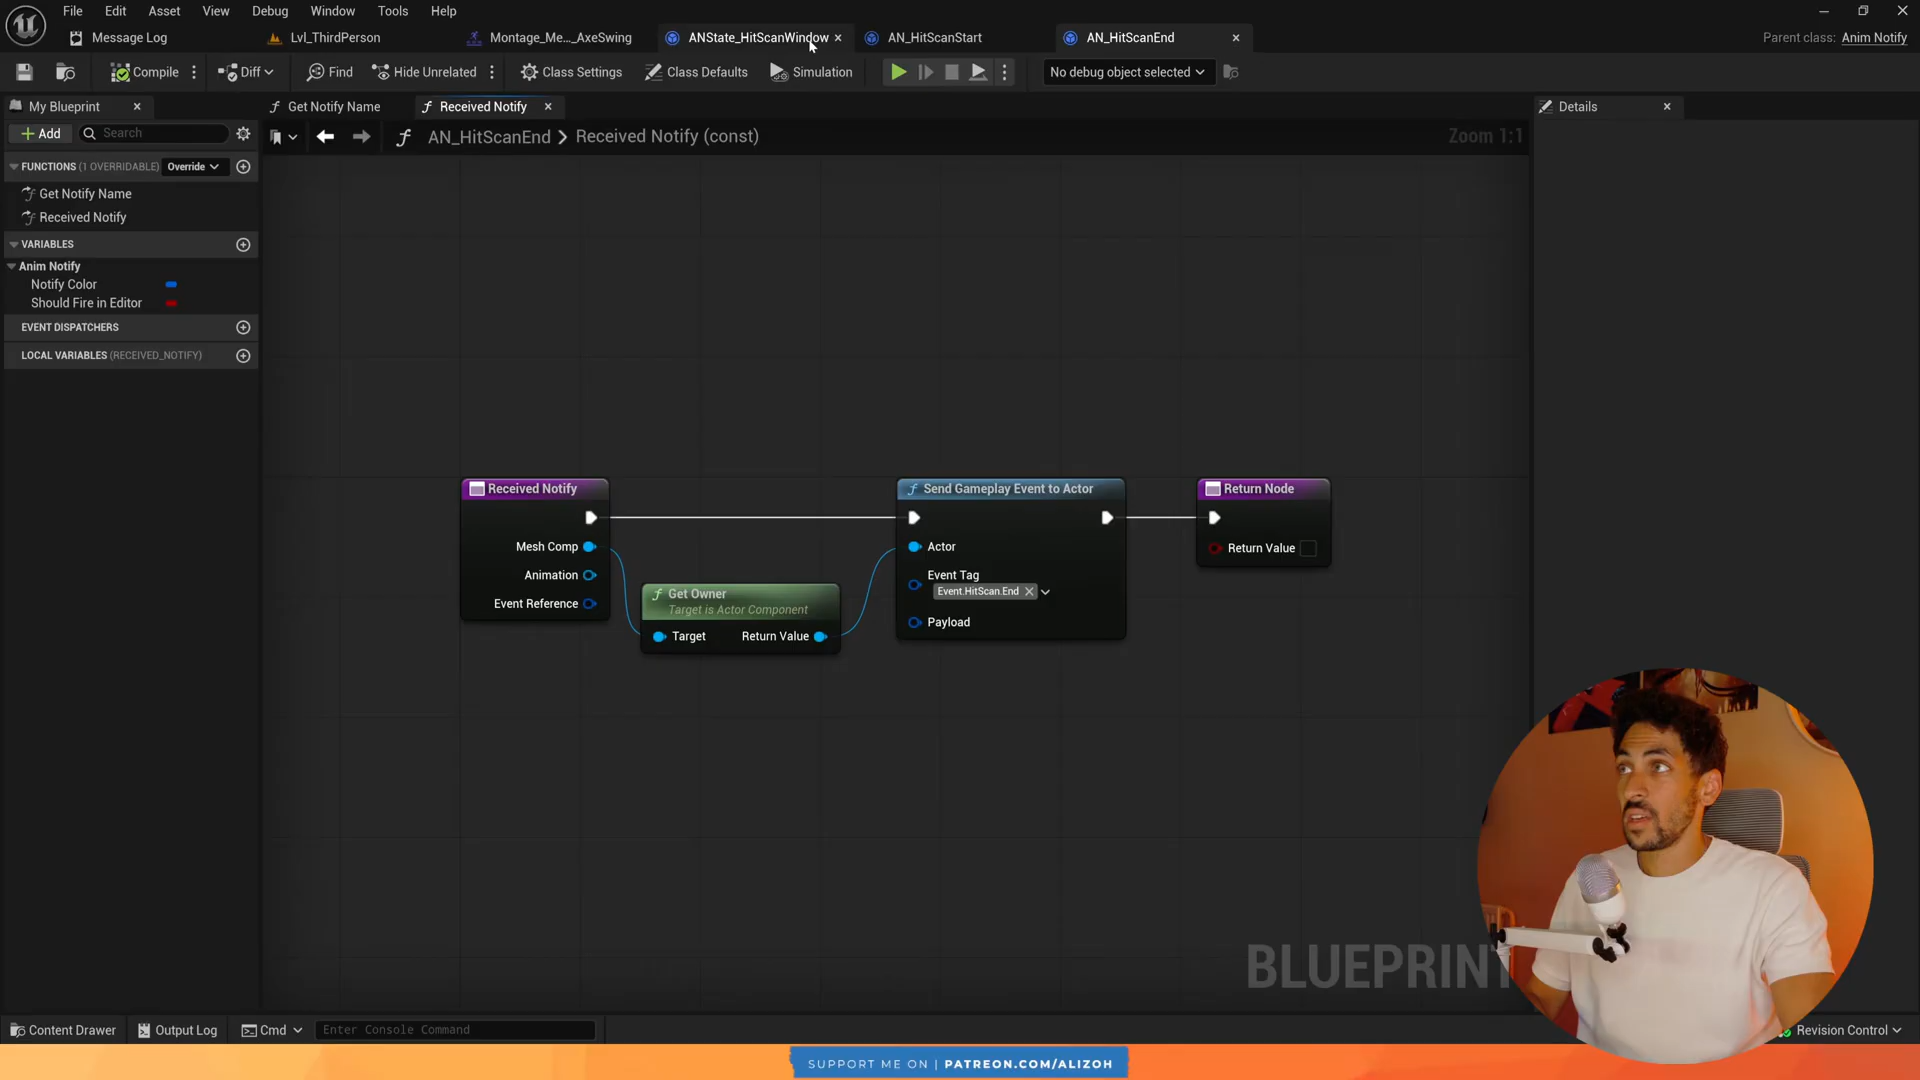 File Edit Asset View Debug Window Tools Help
Message Log
Lvl_ThirdPerson
Montage_Me..._AxeSwing
ANState_HitScanWindow
AN_HitScanStart
AN_HitScanEnd
Parent class: Anim Notify
Compile
Diff
Find
Hide Unrelated
Class Settings
Class Defaults
Simulation
No debug object selected
My Blueprint
Get Notify Name
Received Notify
Details
Add
Search
AN_HitScanEnd > Received Notify (const)
Zoom 1:1
FUNCTIONS (1 OVERRIDABLE) Override
Get Notify Name
Received Notify
VARIABLES
Anim Notify
Notify Color
Should Fire in Editor
EVENT DISPATCHERS
LOCAL VARIABLES (RECEIVED_NOTIFY)
Received Notify
Mesh Comp
Animation
Event Reference
Get Owner
Target is Actor Component
Target Return Value
Send Gameplay Event to Actor
Actor
Event Tag
Event.HitScan.End
Payload
Return Node
Return Value
BLUEPRINT
Content Drawer
Output Log
Cmd
Enter Console Command
Revision Control
SUPPORT ME ON | PATREON.COM/ALIZOH